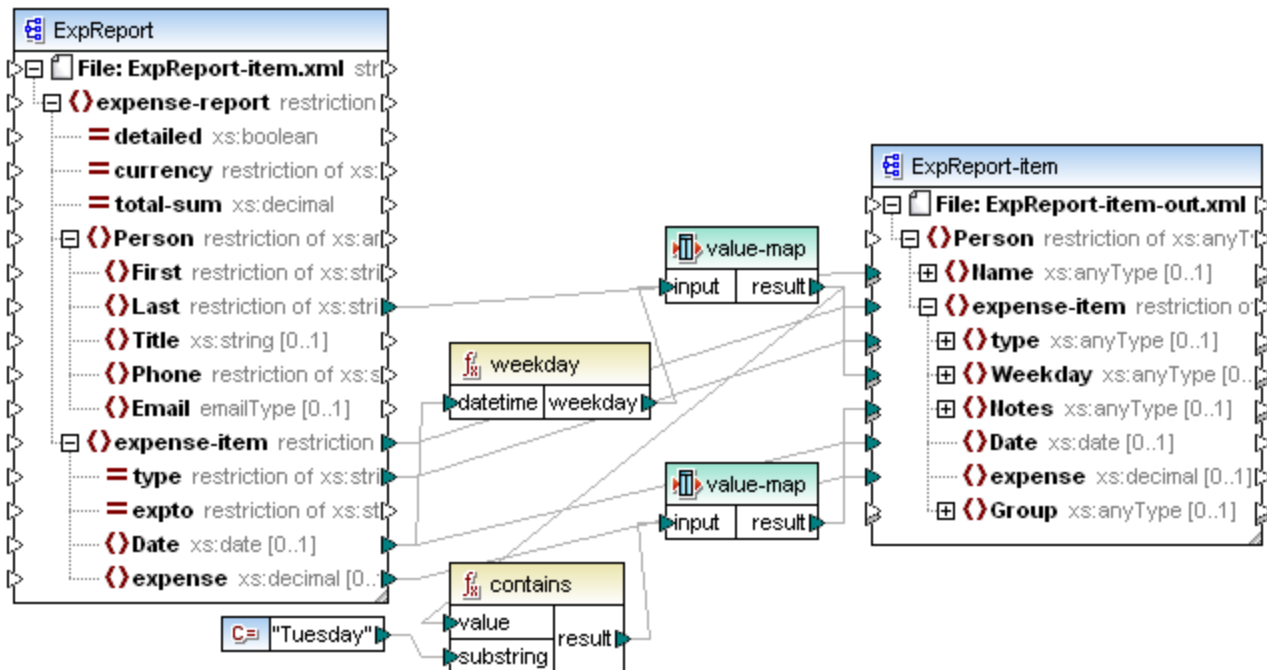 ExpReport
File: ExpReport-item.xml str
expense-report restriction
detailed xs:boolean
currency restriction of xs:
total-sum xs:decimal
Person restriction of xs:an
First restriction of xs:stri
Last restriction of xs:stri
Title xs:string [0..1]
Phone restriction of xs:s
Email emailType [0..1]
expense-item restriction
type restriction of xs:stri
expto restriction of xs:st
Date xs:date [0..1]
expense xs:decimal [0..
C= "Tuesday"
weekday
datetime weekday
contains
value
result
substring
value-map
input result
value-map
input result
ExpReport-item
File: ExpReport-item-out.xml
Person restriction of xs:anyT
Name xs:anyType [0..1]
expense-item restriction o
type xs:anyType [0..1]
Weekday xs:anyType [0..
Notes xs:anyType [0..1]
Date xs:date [0..1]
expense xs:decimal [0..1]
Group xs:anyType [0..1]